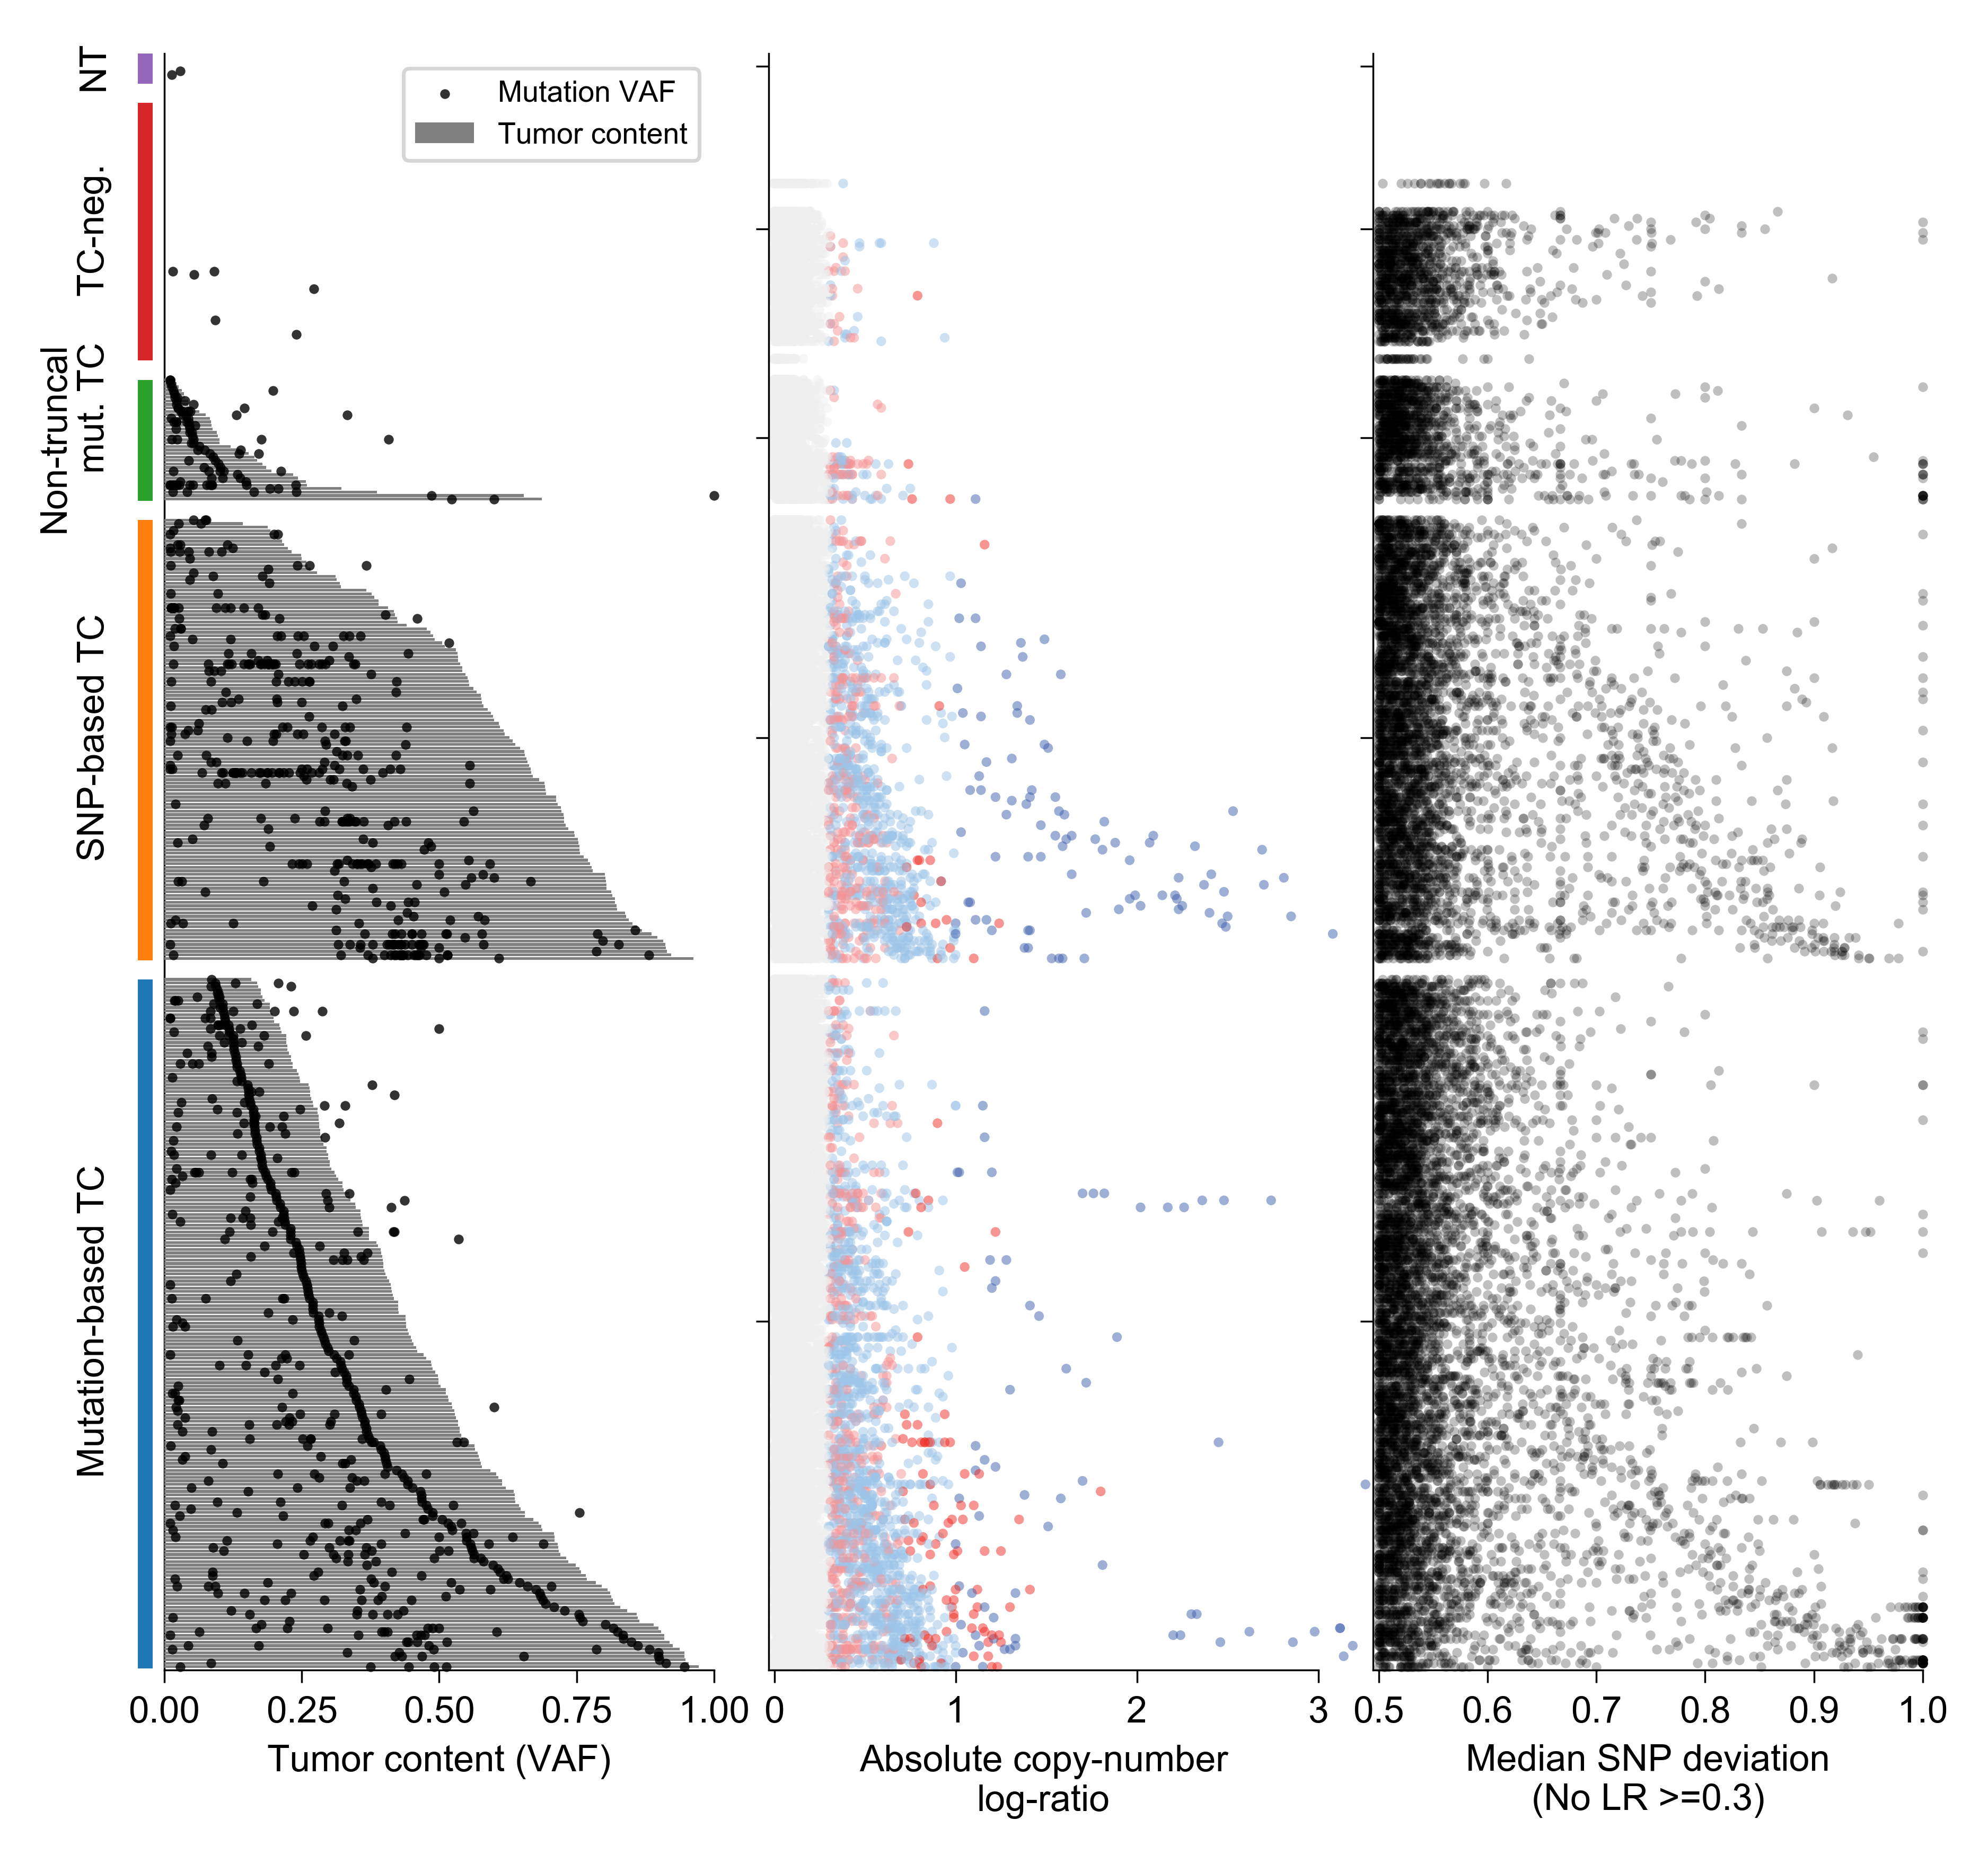 NT
TC-neg.
Non-truncal
mut. TC
SNP-based TC
Mutation-based TC
Mutation VAF
Tumor content
0.00 0.25 0.50 0.75 1.00
Tumor content (VAF)
0 1 2 3
Absolute copy-number
log-ratio
0.5 0.6 0.7 0.8 0.9 1.0
Median SNP deviation
(No LR >=0.3)